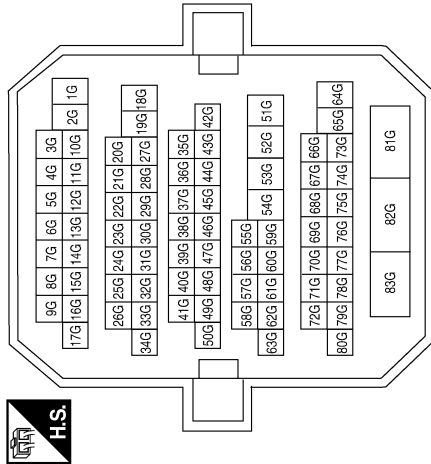 9G 8G 7G 6G 5G 4G 3G
17G 16G 15G 14G 13G 12G 11G 10G 2G 1G
H.S.
26G 25G 24G 23G 22G 21G 20G
34G 33G 32G 31G 30G 29G 28G 27G 19G 18G
41G 40G 39G 38G 37G 36G 35G
50G 49G 48G 47G 46G 45G 44G 43G 42G
58G 57G 56G 55G
63G 62G 61G 60G 59G 54G 53G 52G 51G
72G 71G 70G 69G 68G 67G 66G
80G 79G 78G 77G 76G 75G 74G 73G 65G 64G
83G 82G 81G